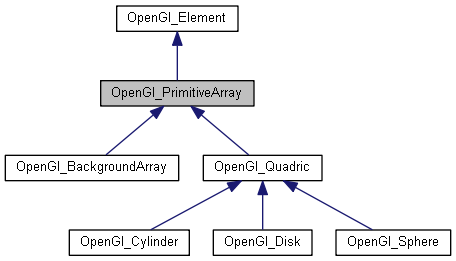 OpenGl_Element
OpenGl_PrimitiveArray
OpenGl_BackgroundArray
OpenGl_Quadric
OpenGl_Cylinder
OpenGl_Disk
OpenGl_Sphere